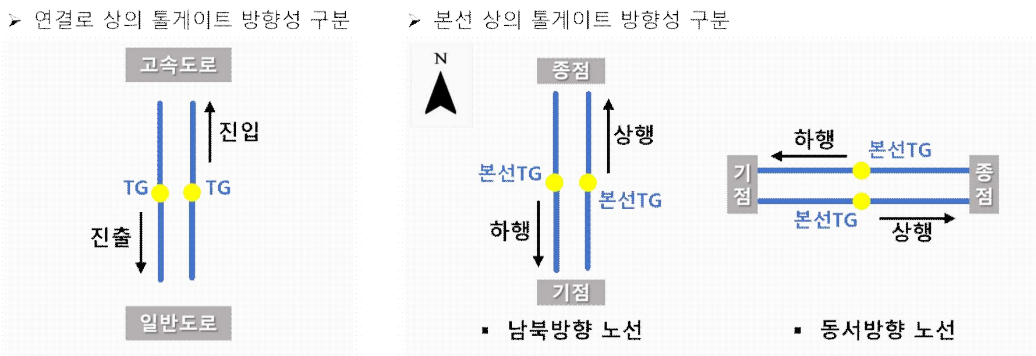 ➢ 연결로 상의 톨게이트 방향성 구분
고속도로
진입
TG
TG
진출
일반도로
➢ 본선 상의 톨게이트 방향성 구분
N
종점
상행
본선TG
본선TG
하행
기점
▪ 남북방향 노선
하행
본선TG
기점
종점
본선TG
상행
▪ 동서방향 노선